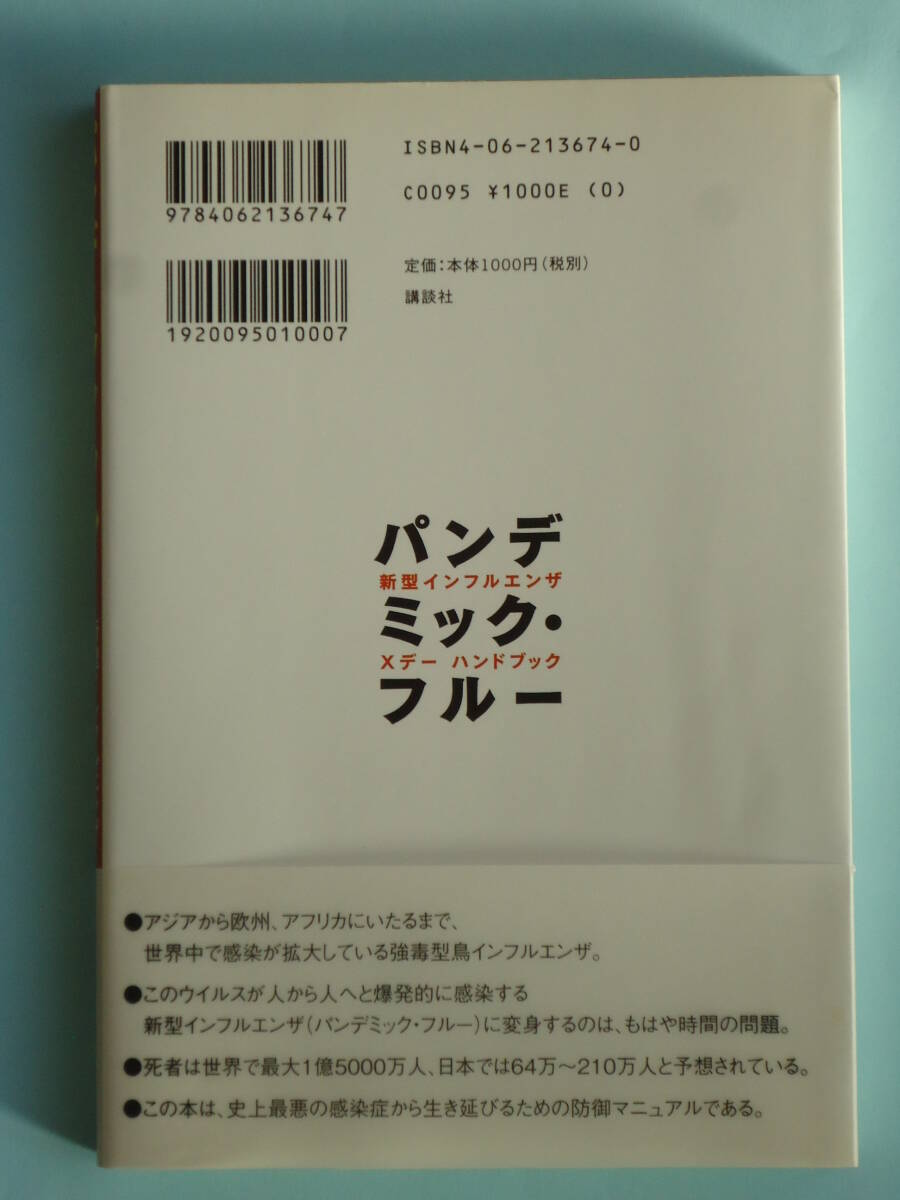 9784062136747
ISBN4-06-213674-0
C0095 ¥1000E (0)
1920095010007
定価:本体1000円(税別)
講談社
パンデ
新型インフルエンザ
ミック・
Xデー ハンドブック
フルー
●アジアから欧州、アフリカにいたるまで、
世界中で感染が拡大している強毒型鳥インフルエンザ。
●このウイルスが人から人へと爆発的に感染する
新型インフルエンザ(パンデミック・フルー)に変身するのは、もはや時間の問題。
●死者は世界で最大1億5000万人、日本では64万〜210万人と予想されている。
●この本は、史上最悪の感染症から生き延びるための防御マニュアルである。